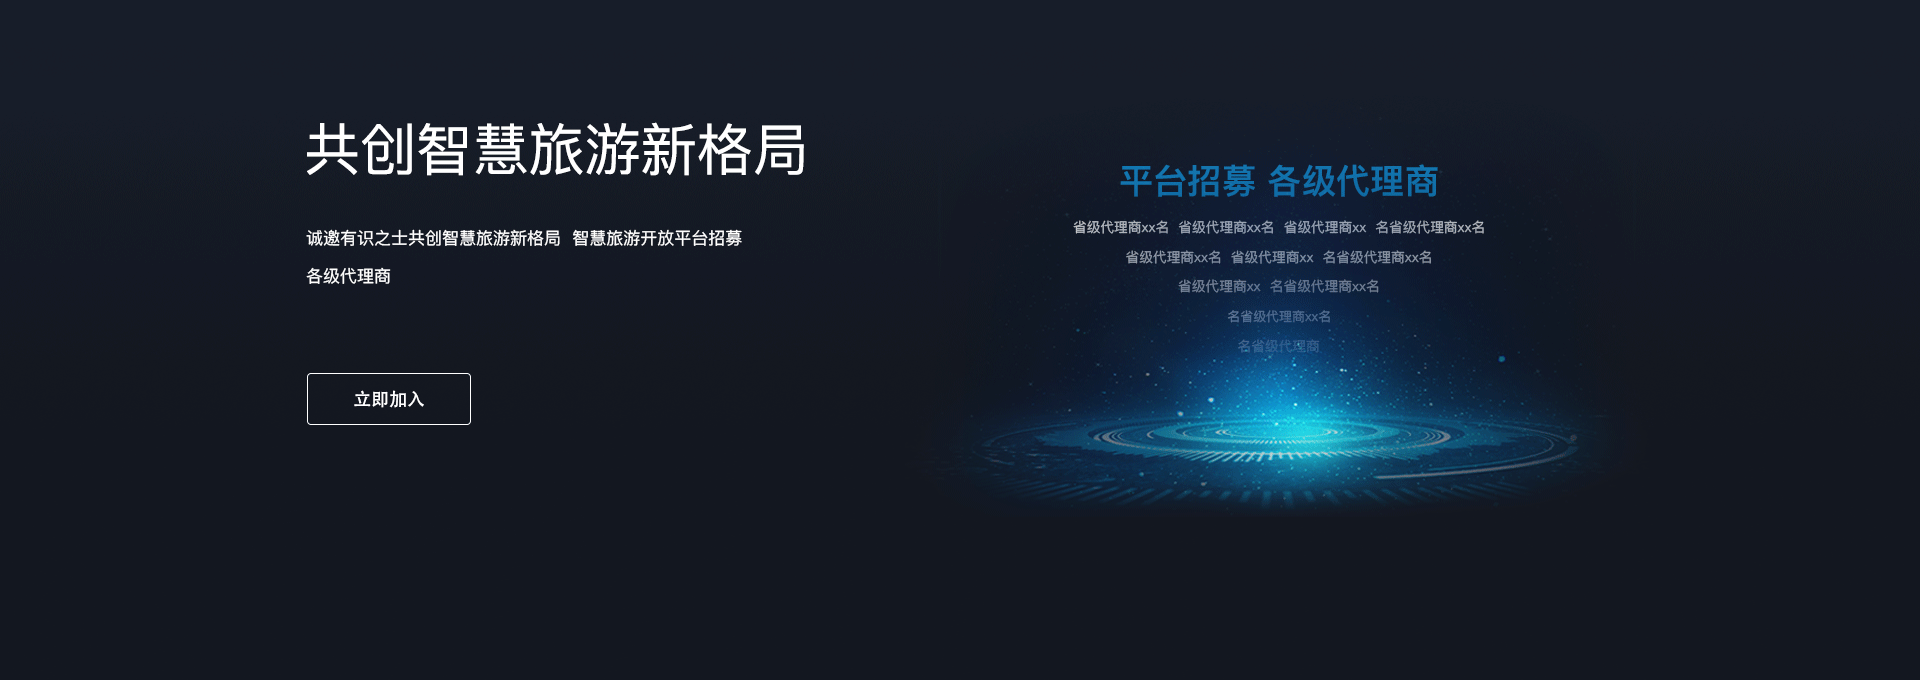 共创智慧旅游新格局
诚邀有识之士共创智慧旅游新格局 智慧旅游开放平台招募
各级代理商
立即加入
平台招募 各级代理商
省级代理商xx名 省级代理商xx名 省级代理商xx 名省级代理商xx名
省级代理商xx名 省级代理商xx 名省级代理商xx名
省级代理商xx 名省级代理商xx名
名省级代理商xx名
名省级代理商